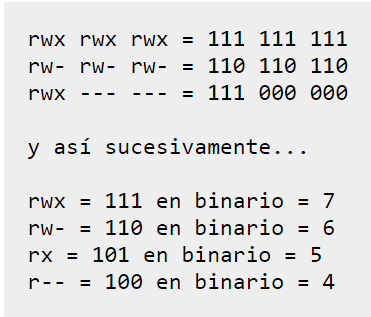 rwx rwx rwx = 111 111 111
rw- rw- rw- = 110 110 110
rwx --- --- = 111 000 000
y así sucesivamente...
rwx = 111 en binario = 7
rw- = 110 en binario = 6
rx = 101 en binario = 5
r-- = 100 en binario = 4